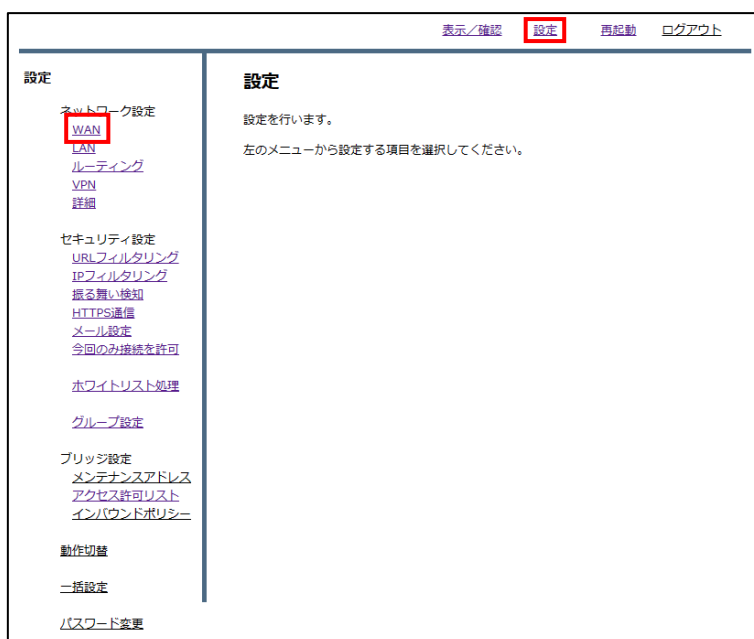 表示／確認 設定 再起動 ログアウト
設定
ネットワーク設定
WAN
LAN
ルーティング
VPN
詳細
セキュリティ設定
URLフィルタリング
IPフィルタリング
振る舞い検知
HTTPS通信
メール設定
今回のみ接続を許可
ホワイトリスト処理
グループ設定
ブリッジ設定
メンテナンスアドレス
アクセス許可リスト
インバウンドポリシー
動作切替
一括設定
パスワード変更
設定
設定を行います。
左のメニューから設定する項目を選択してください。